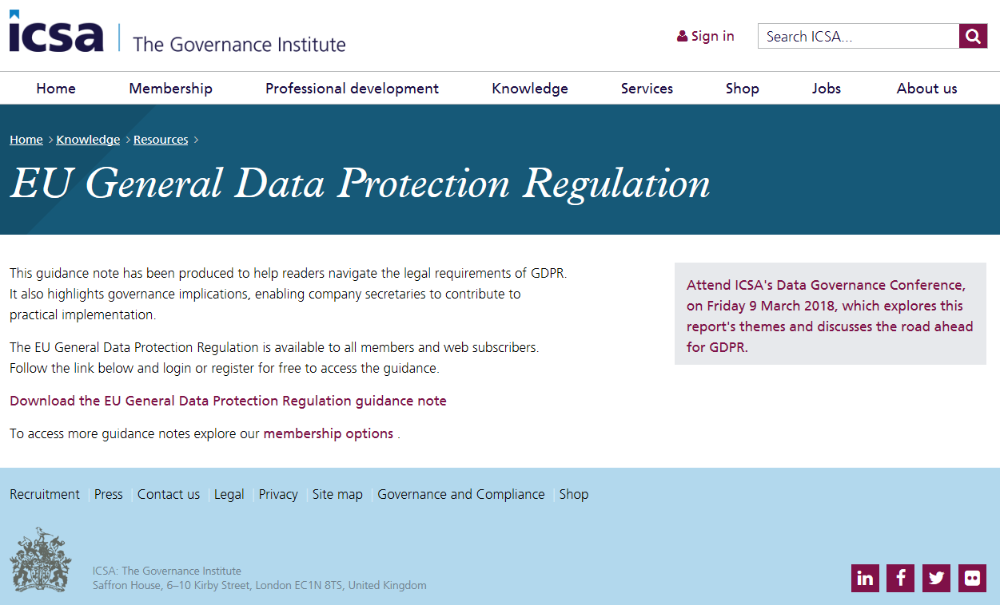 icsa | The Governance Institute
Sign in
Search ICSA...
Home Membership Professional development Knowledge Services Shop Jobs About us
Home > Knowledge > Resources >
EU General Data Protection Regulation
This guidance note has been produced to help readers navigate the legal requirements of GDPR.
It also highlights governance implications, enabling company secretaries to contribute to
practical implementation.
The EU General Data Protection Regulation is available to all members and web subscribers.
Follow the link below and login or register for free to access the guidance.
Download the EU General Data Protection Regulation guidance note
To access more guidance notes explore our membership options .
Attend ICSA's Data Governance Conference,
on Friday 9 March 2018, which explores this
report's themes and discusses the road ahead
for GDPR.
Recruitment | Press | Contact us | Legal | Privacy | Site map | Governance and Compliance | Shop
ICSA: The Governance Institute
Saffron House, 6–10 Kirby Street, London EC1N 8TS, United Kingdom
in f